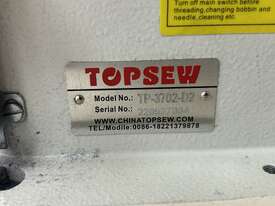 Turn off main switch before
threading,changing bobbin and
needle,cleaning etc.
TOPSEW
Model No.: TP-3702-D2
Serial No.:
WWW.CHINATOPSEW.COM
TEL/Modile:0086-18221379878